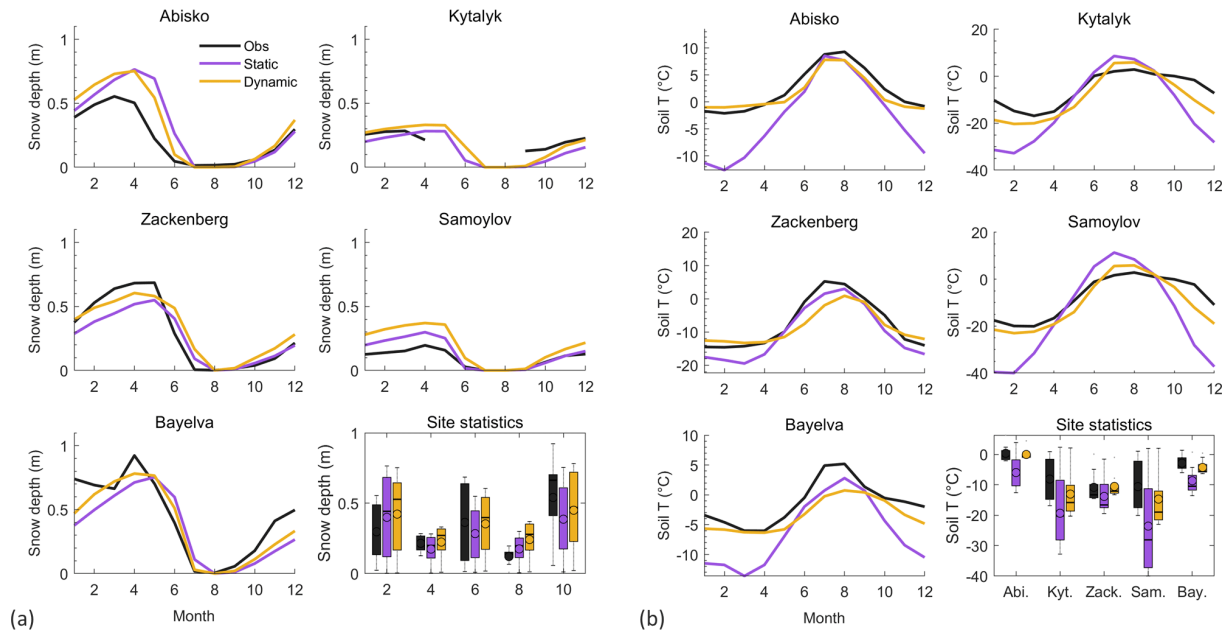 Abisko
Kytalyk
Abisko
Kytalyk
1
0.5
0
Snow depth (m)
2 4 6 8 10 12
Obs
Static
Dynamic
1
0.5
0
Snow depth (m)
2 4 6 8 10 12
10
5
0
-5
-10
Soil T (°C)
2 4 6 8 10 12
20
0
-20
-40
Soil T (°C)
2 4 6 8 10 12
Zackenberg
Samoylov
Zackenberg
Samoylov
1
0.5
0
Snow depth (m)
2 4 6 8 10 12
1
0.5
0
Snow depth (m)
2 4 6 8 10 12
20
10
0
-10
-20
Soil T (°C)
2 4 6 8 10 12
20
0
-20
-40
Soil T (°C)
2 4 6 8 10 12
Bayelva
Site statistics
Bayelva
Site statistics
1
0.5
0
Snow depth (m)
2 4 6 8 10 12
Month
1
0.5
0
Snow depth (m)
2 4 6 8 10
10
5
0
-5
-10
Soil T (°C)
2 4 6 8 10 12
Month
0
-10
-20
-30
-40
Soil T (°C)
Abi. Kyt. Zack. Sam. Bay.
(a)
(b)